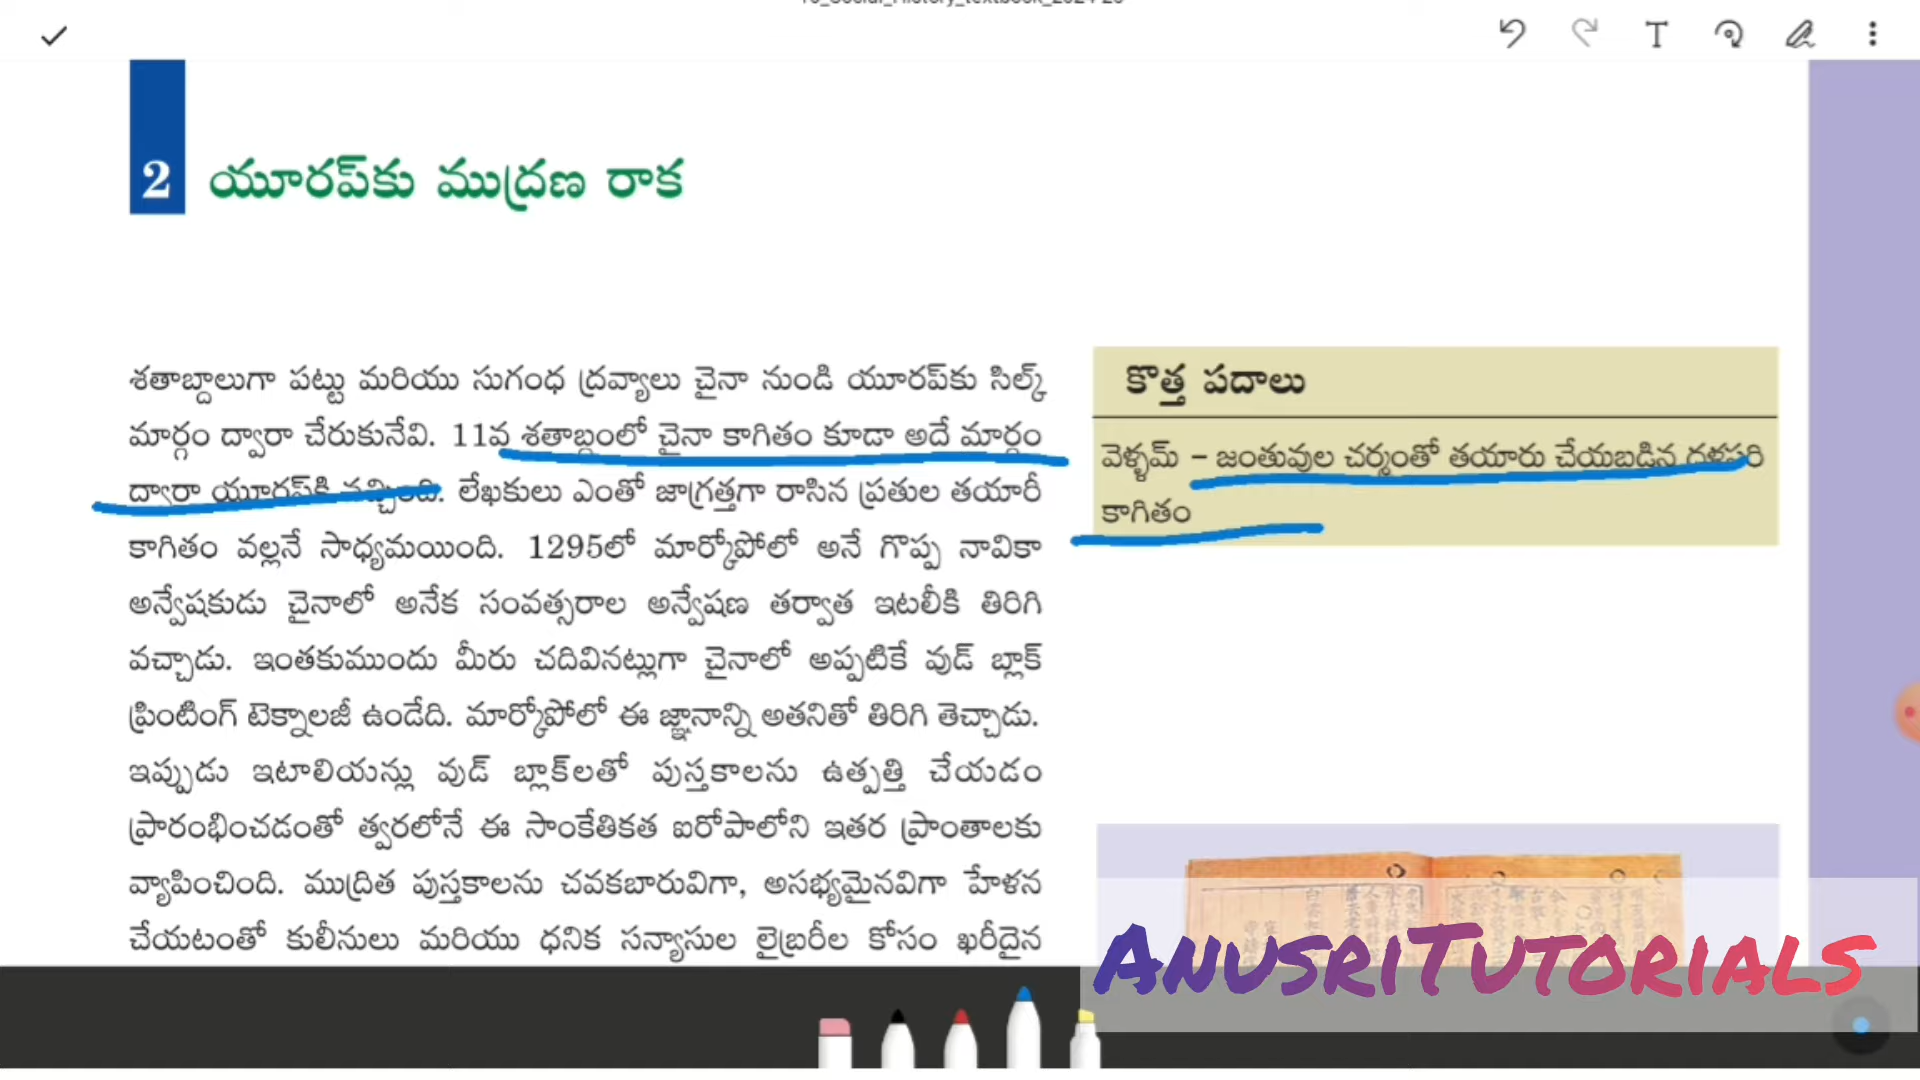 T
2 యూరప్‌కు ముద్రణ రాక
శతాబ్దాలుగా పట్టు మరియు సుగంధ ద్రవ్యాలు చైనా నుండి యూరప్‌కు సిల్క్
మార్గం ద్వారా చేరుకునేవి. 11వ శతాబ్దంలో చైనా కాగితం కూడా అదే మార్గం
ద్వారా యూరప్‌కి వచ్చింది. లేఖకులు ఎంతో జాగ్రత్తగా రాసిన ప్రతుల తయారీ
కాగితం వల్లనే సాధ్యమయింది. 1295లో మార్కోపోలో అనే గొప్ప నావికా
అన్వేషకుడు చైనాలో అనేక సంవత్సరాల అన్వేషణ తర్వాత ఇటలీకి తిరిగి
వచ్చాడు. ఇంతకుముందు మీరు చదివినట్లుగా చైనాలో అప్పటికే వుడ్ బ్లాక్
ప్రింటింగ్ టెక్నాలజీ ఉండేది. మార్కోపోలో ఈ జ్ఞానాన్ని అతనితో తిరిగి తెచ్చాడు.
ఇప్పుడు ఇటాలియన్లు వుడ్ బ్లాక్‌లతో పుస్తకాలను ఉత్పత్తి చేయడం
ప్రారంభించడంతో త్వరలోనే ఈ సాంకేతికత ఐరోపాలోని ఇతర ప్రాంతాలకు
వ్యాపించింది. ముద్రిత పుస్తకాలను చవకబారువిగా, అసభ్యమైనవిగా హేళన
చేయటంతో కులీనులు మరియు ధనిక సన్యాసుల లైబ్రరీల కోసం ఖరీదైన
కొత్త పదాలు
వెళ్ళమ్ – జంతువుల చర్మంతో తయారు చేయబడిన దళసరి
కాగితం
AnusriTutorials